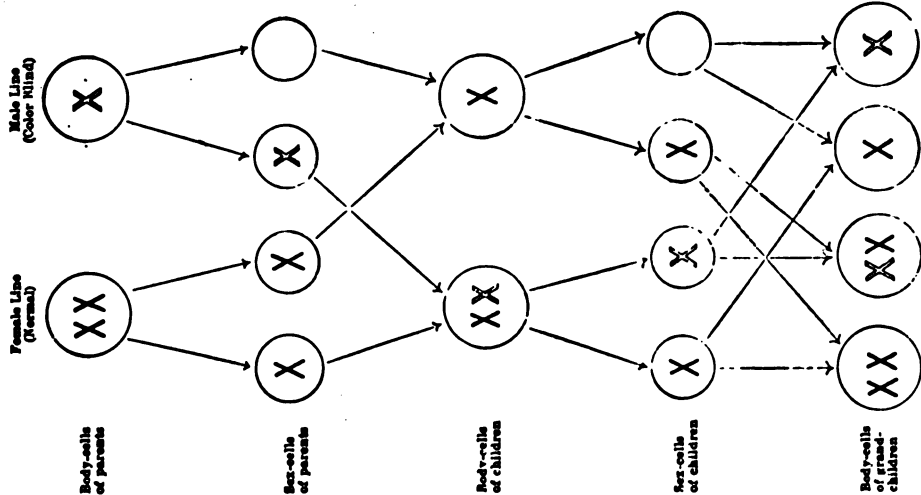 Female Line
(Normal)
Male Line
(Color Blind)
Body-cells
of parents
X X
X
Sex-cells
of parents
X
X
X
Body-cells
of children
X X
X
Sex-cells
of children
X
X
X
Body-cells
of grand-
children
X X
X X
X
X